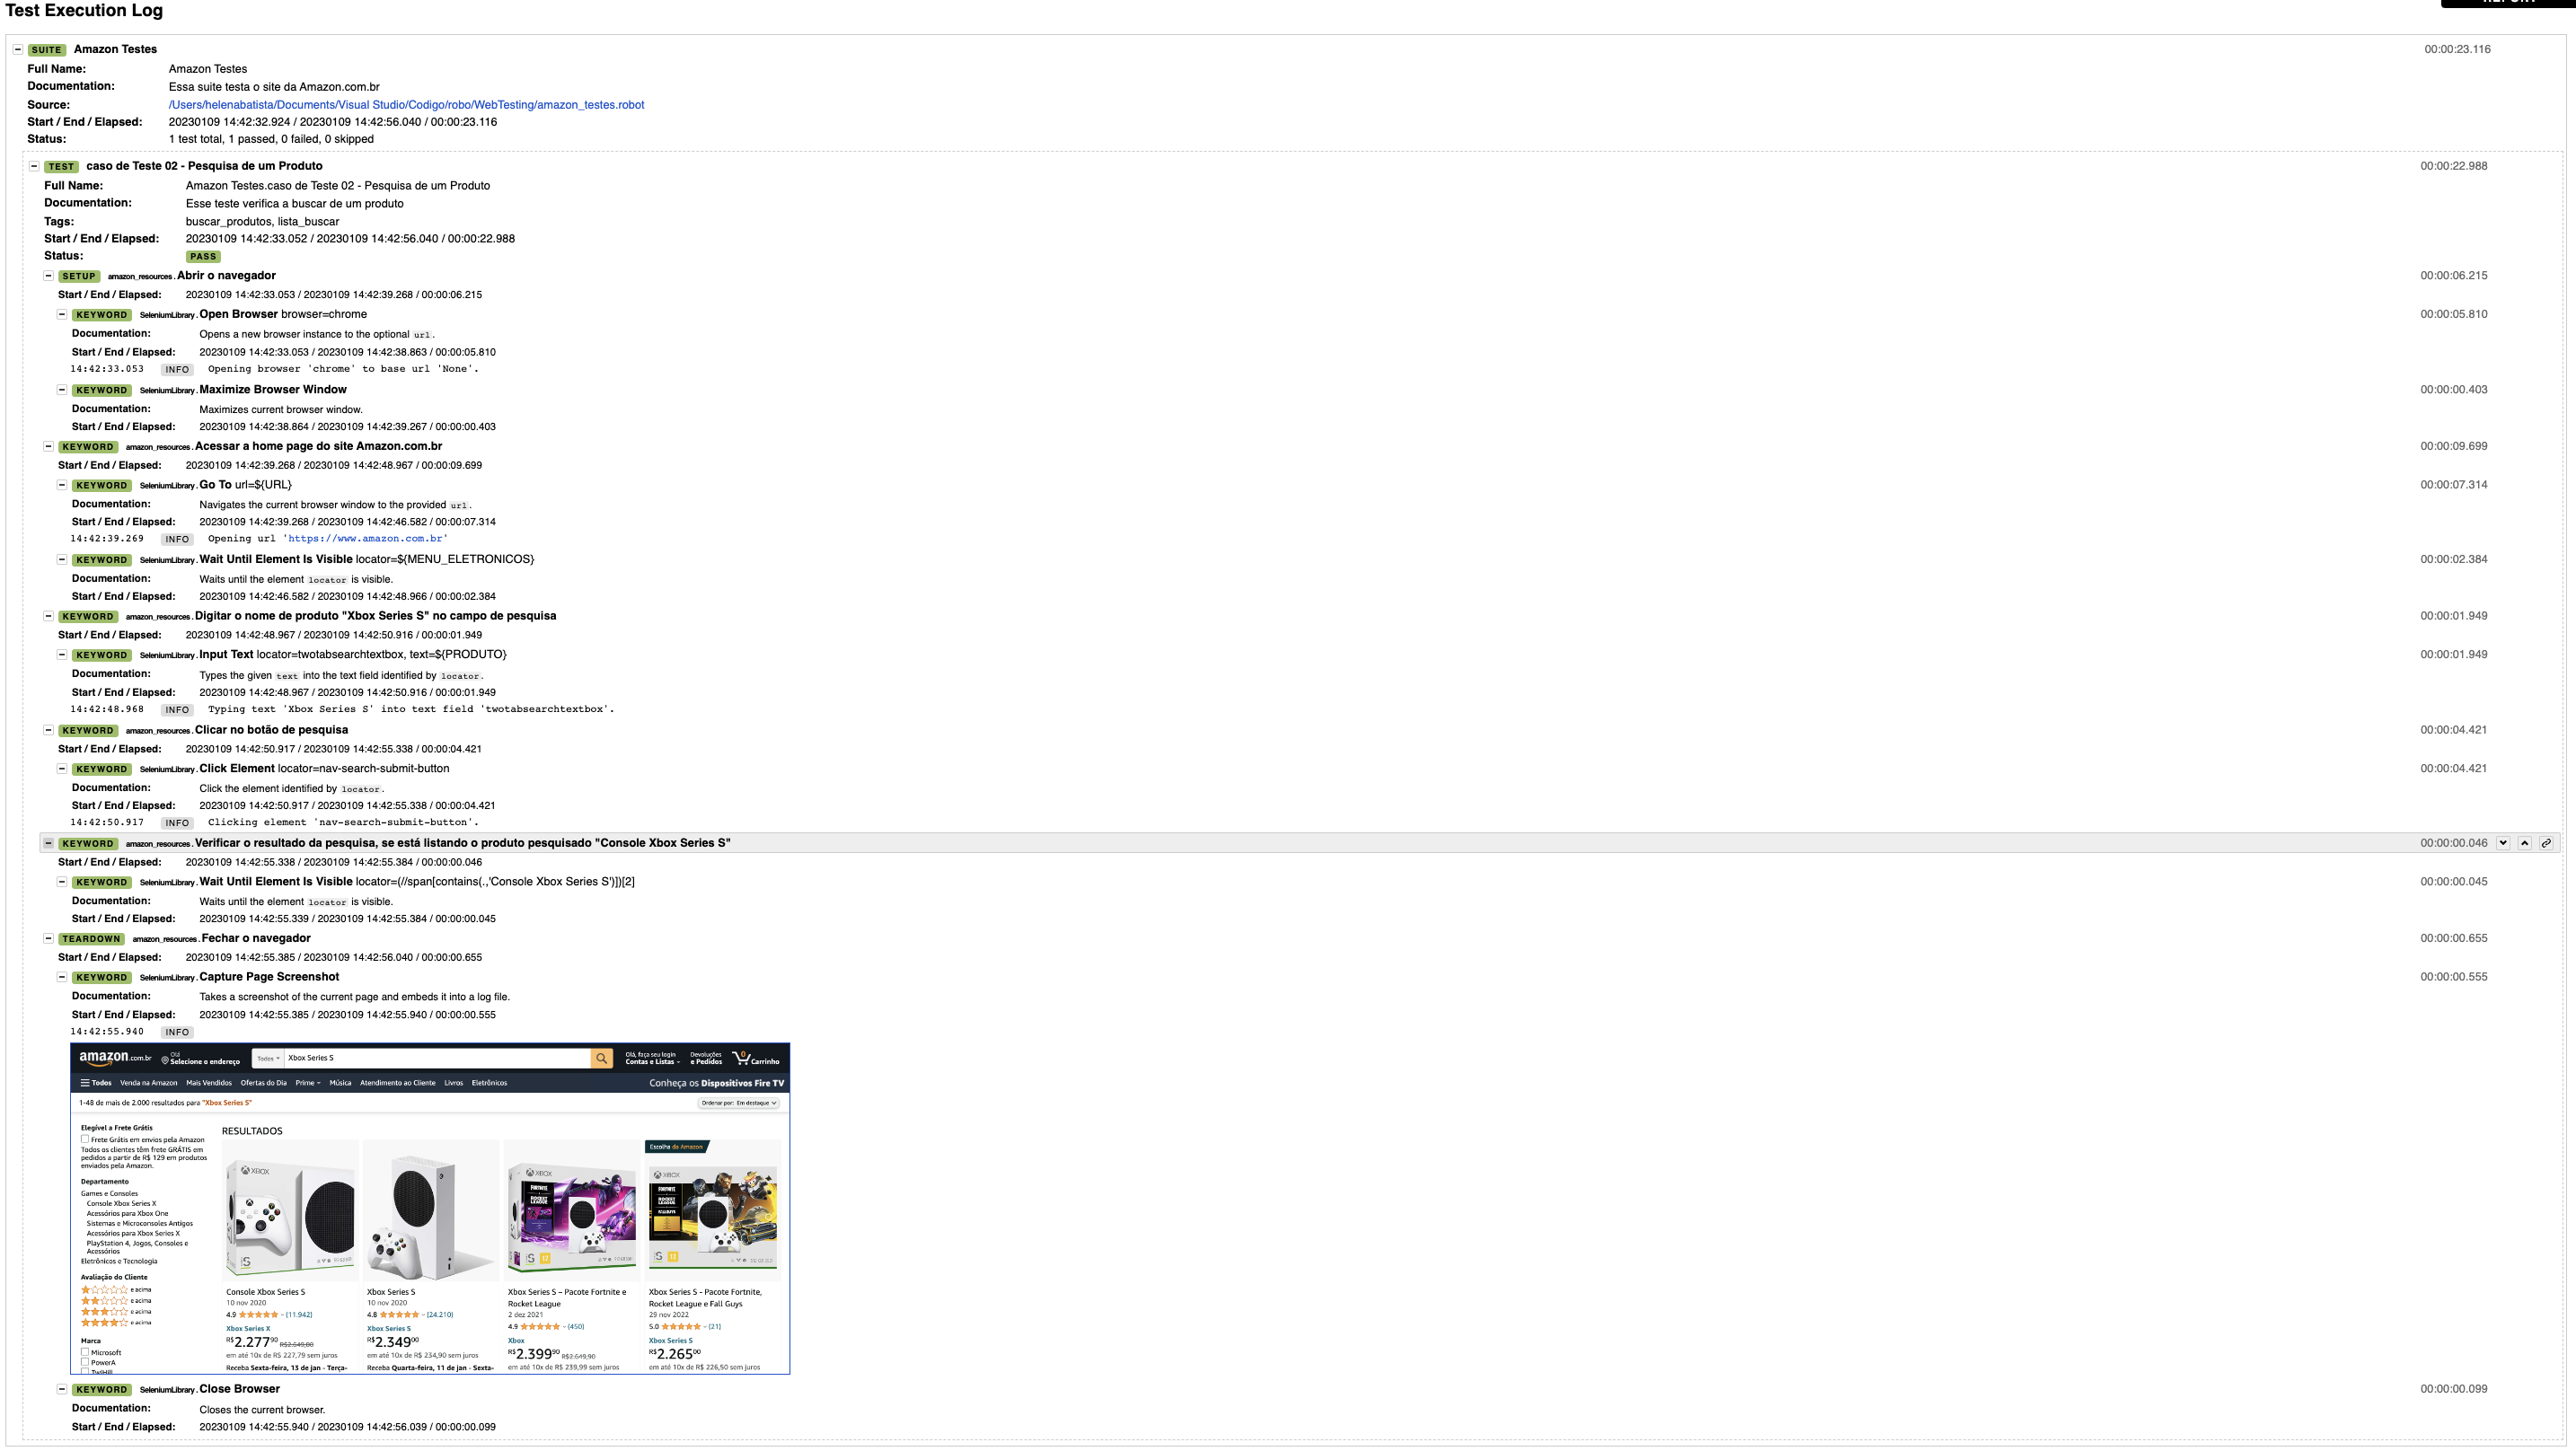 Test Execution Log
SUITE Amazon Testes 00:00:23.116
Full Name: Amazon Testes
Documentation: Essa suite testa o site da Amazon.com.br
Source: /Users/helenabatista/Documents/Visual Studio/Codigo/robo/WebTesting/amazon_testes.robot
Start / End / Elapsed: 20230109 14:42:32.924 / 20230109 14:42:56.040 / 00:00:23.116
Status: 1 test total, 1 passed, 0 failed, 0 skipped
TEST caso de Teste 02 - Pesquisa de um Produto 00:00:22.988
Full Name: Amazon Testes.caso de Teste 02 - Pesquisa de um Produto
Documentation: Esse teste verifica a buscar de um produto
Tags: buscar_produtos, lista_buscar
Start / End / Elapsed: 20230109 14:42:33.052 / 20230109 14:42:56.040 / 00:00:22.988
Status: PASS
SETUP amazon_resources. Abrir o navegador 00:00:06.215
Start / End / Elapsed: 20230109 14:42:33.053 / 20230109 14:42:39.268 / 00:00:06.215
KEYWORD SeleniumLibrary. Open Browser browser=chrome 00:00:05.810
Documentation: Opens a new browser instance to the optional url.
Start / End / Elapsed: 20230109 14:42:33.053 / 20230109 14:42:38.863 / 00:00:05.810
14:42:33.053 INFO Opening browser 'chrome' to base url 'None'.
KEYWORD SeleniumLibrary. Maximize Browser Window 00:00:00.403
Documentation: Maximizes current browser window.
Start / End / Elapsed: 20230109 14:42:38.864 / 20230109 14:42:39.267 / 00:00:00.403
KEYWORD amazon_resources. Acessar a home page do site Amazon.com.br 00:00:09.699
Start / End / Elapsed: 20230109 14:42:39.268 / 20230109 14:42:48.967 / 00:00:09.699
KEYWORD SeleniumLibrary. Go To url=${URL} 00:00:07.314
Documentation: Navigates the current browser window to the provided url.
Start / End / Elapsed: 20230109 14:42:39.268 / 20230109 14:42:46.582 / 00:00:07.314
14:42:39.269 INFO Opening url 'https://www.amazon.com.br'
KEYWORD SeleniumLibrary. Wait Until Element Is Visible locator=${MENU_ELETRONICOS} 00:00:02.384
Documentation: Waits until the element locator is visible.
Start / End / Elapsed: 20230109 14:42:46.582 / 20230109 14:42:48.966 / 00:00:02.384
KEYWORD amazon_resources. Digitar o nome de produto "Xbox Series S" no campo de pesquisa 00:00:01.949
Start / End / Elapsed: 20230109 14:42:48.967 / 20230109 14:42:50.916 / 00:00:01.949
KEYWORD SeleniumLibrary. Input Text locator=twotabsearchtextbox, text=${PRODUTO} 00:00:01.949
Documentation: Types the given text into the text field identified by locator.
Start / End / Elapsed: 20230109 14:42:48.967 / 20230109 14:42:50.916 / 00:00:01.949
14:42:48.968 INFO Typing text 'Xbox Series S' into text field 'twotabsearchtextbox'.
KEYWORD amazon_resources. Clicar no botão de pesquisa 00:00:04.421
Start / End / Elapsed: 20230109 14:42:50.917 / 20230109 14:42:55.338 / 00:00:04.421
KEYWORD SeleniumLibrary. Click Element locator=nav-search-submit-button 00:00:04.421
Documentation: Click the element identified by locator.
Start / End / Elapsed: 20230109 14:42:50.917 / 20230109 14:42:55.338 / 00:00:04.421
14:42:50.917 INFO Clicking element 'nav-search-submit-button'.
KEYWORD amazon_resources. Verificar o resultado da pesquisa, se está listando o produto pesquisado "Console Xbox Series S" 00:00:00.046
Start / End / Elapsed: 20230109 14:42:55.338 / 20230109 14:42:55.384 / 00:00:00.046
KEYWORD SeleniumLibrary. Wait Until Element Is Visible locator=(//span[contains(.,'Console Xbox Series S')])[2] 00:00:00.045
Documentation: Waits until the element locator is visible.
Start / End / Elapsed: 20230109 14:42:55.339 / 20230109 14:42:55.384 / 00:00:00.045
TEARDOWN amazon_resources. Fechar o navegador 00:00:00.655
Start / End / Elapsed: 20230109 14:42:55.385 / 20230109 14:42:56.040 / 00:00:00.655
KEYWORD SeleniumLibrary. Capture Page Screenshot 00:00:00.555
Documentation: Takes a screenshot of the current page and embeds it into a log file.
Start / End / Elapsed: 20230109 14:42:55.385 / 20230109 14:42:55.940 / 00:00:00.555
14:42:55.940 INFO
amazon.com.br Olá Selecione o endereço Todos Xbox Series S Olá, faça seu login Contas e Listas Devoluções e Pedidos 0 Carrinho
Todos Venda na Amazon Mais Vendidos Ofertas do Dia Prime Música Atendimento ao Cliente Livros Eletrônicos Conheça os Dispositivos Fire TV
1-48 de mais de 2.000 resultados para "Xbox Series S" Ordenar por: Em destaque
Elegível a Frete Grátis
Frete Grátis em envios pela Amazon
Todos os clientes têm frete GRÁTIS em
pedidos a partir de R$ 129 em produtos
enviados pela Amazon.
Departamento
Games e Consoles
Console Xbox Series X
Acessórios para Xbox One
Sistemas e Microconsoles Antigos
Acessórios para Xbox Series X
PlayStation 4, Jogos, Consoles e
Acessórios
Eletrônicos e Tecnologia
Avaliação do Cliente
e acima
e acima
e acima
e acima
Marca
Microsoft
PowerA
RESULTADOS
Escolha da Amazon
XBOX
XBOX
XBOX
FORTNITE
ROCKET LEAGUE
Console Xbox Series S
10 nov 2020
4.9 (11.942)
Xbox Series X
R$2.27790 R$2.649,00
em até 10x de R$ 227,79 sem juros
Receba Sexta-feira, 13 de jan - Terça-
Xbox Series S
10 nov 2020
4.8 (24.210)
Xbox Series S
R$2.34900
em até 10x de R$ 234,90 sem juros
Receba Quarta-feira, 11 de jan - Sexta-
Xbox Series S – Pacote Fortnite e
Rocket League
2 dez 2021
4.9 (450)
Xbox
R$2.39990 R$2.649,90
em até 10x de R$ 239,99 sem juros
Xbox Series S - Pacote Fortnite,
Rocket League e Fall Guys
29 nov 2022
5.0 (21)
Xbox Series S
R$2.26500
em até 10x de R$ 226,50 sem juros
KEYWORD SeleniumLibrary. Close Browser 00:00:00.099
Documentation: Closes the current browser.
Start / End / Elapsed: 20230109 14:42:55.940 / 20230109 14:42:56.039 / 00:00:00.099